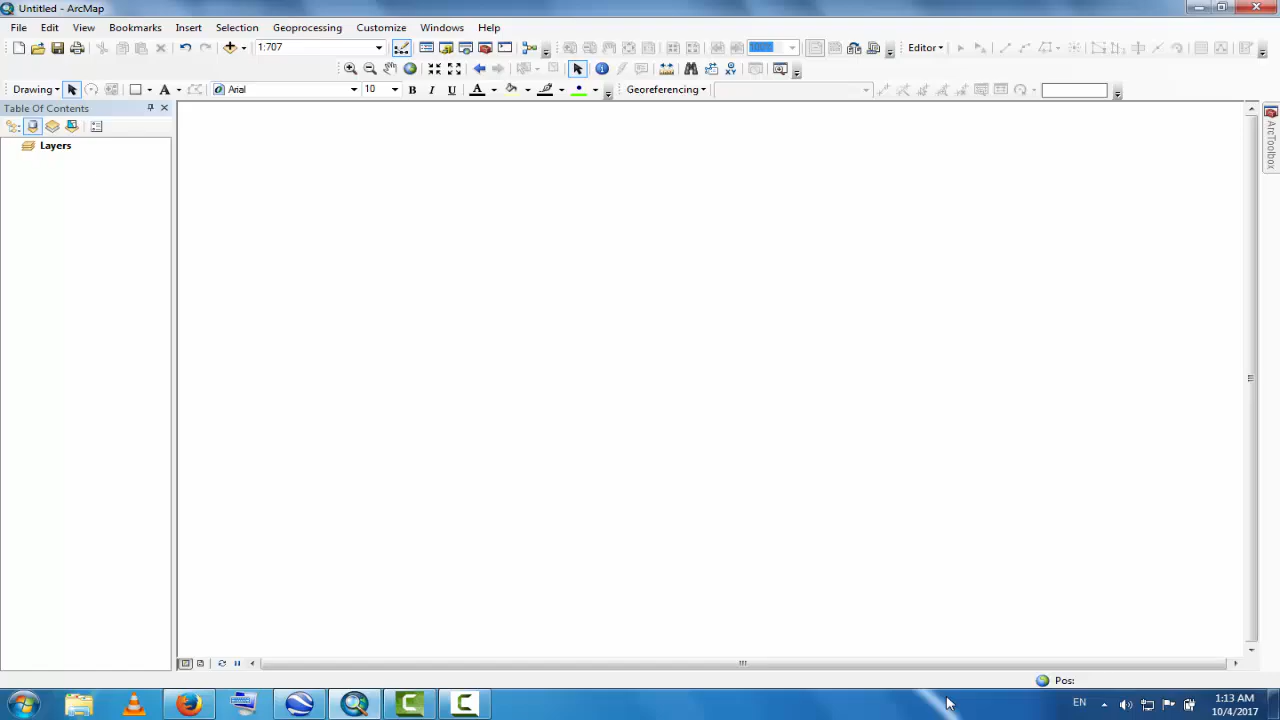 Untitled - ArcMap
File Edit View Bookmarks Insert Selection Geoprocessing Customize Windows Help
1:707 Editor
Drawing A Arial 10 B I U A Georeferencing
Table Of Contents
Layers
ArcToolbox
Pos:
EN 1:13 AM
10/4/2017